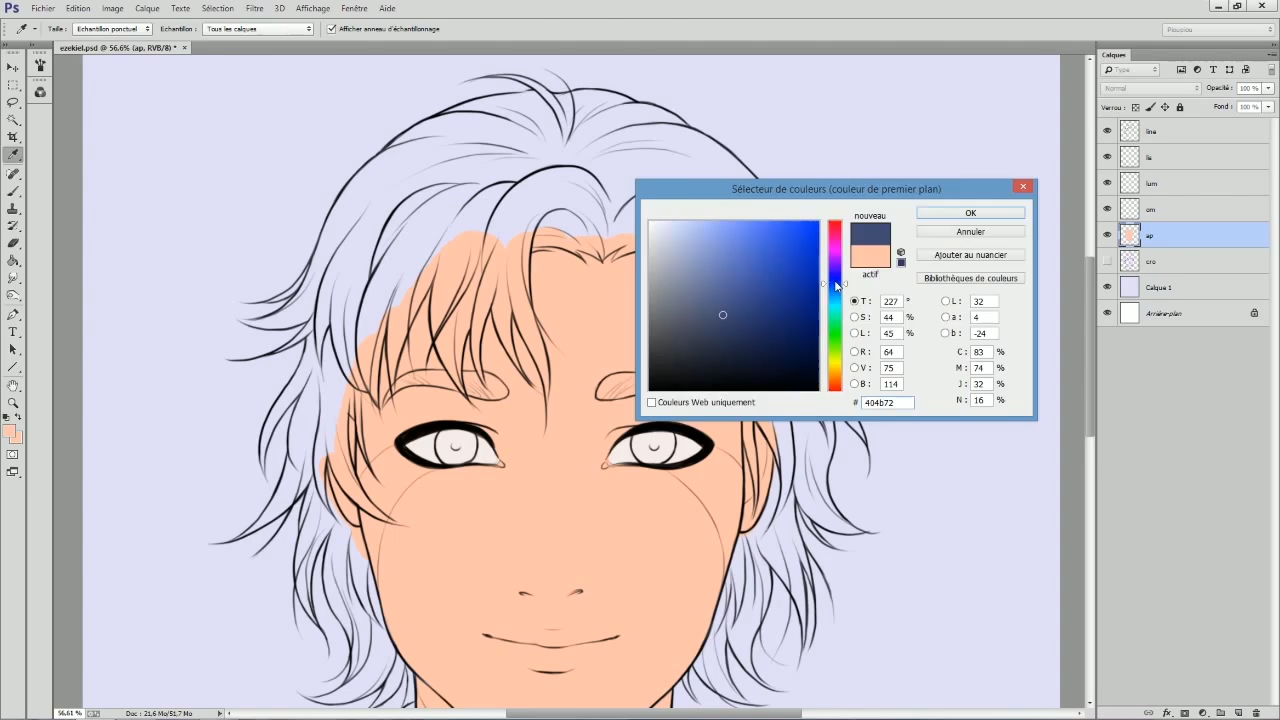 Ps Fichier Edition Image Calque Texte Sélection Filtre 3D Affichage Fenêtre Aide
Taille : Echantillon ponctuel Echantillon : Tous les calques Afficher anneau d'échantillonnage Pioupiou
ezekiel.psd @ 56.6% (ap, RVB/8) * ×
Calques
Type
Normal Opacité : 100 %
Verrou : Fond : 100 %
line
lis
lum
om
ap
cro
Calque 1
Arrière-plan
Sélecteur de couleurs (couleur de premier plan)
nouveau
actif
OK
Annuler
Ajouter au nuancier
Bibliothèques de couleurs
T : 227 °
S : 44 %
L : 45 %
R : 64
V : 75
B : 114
# 404b72
L : 32
a : 4
b : -24
C : 83 %
M : 74 %
J : 32 %
N : 16 %
Couleurs Web uniquement
56,61 % Doc : 21,6 Mo/51,7 Mo